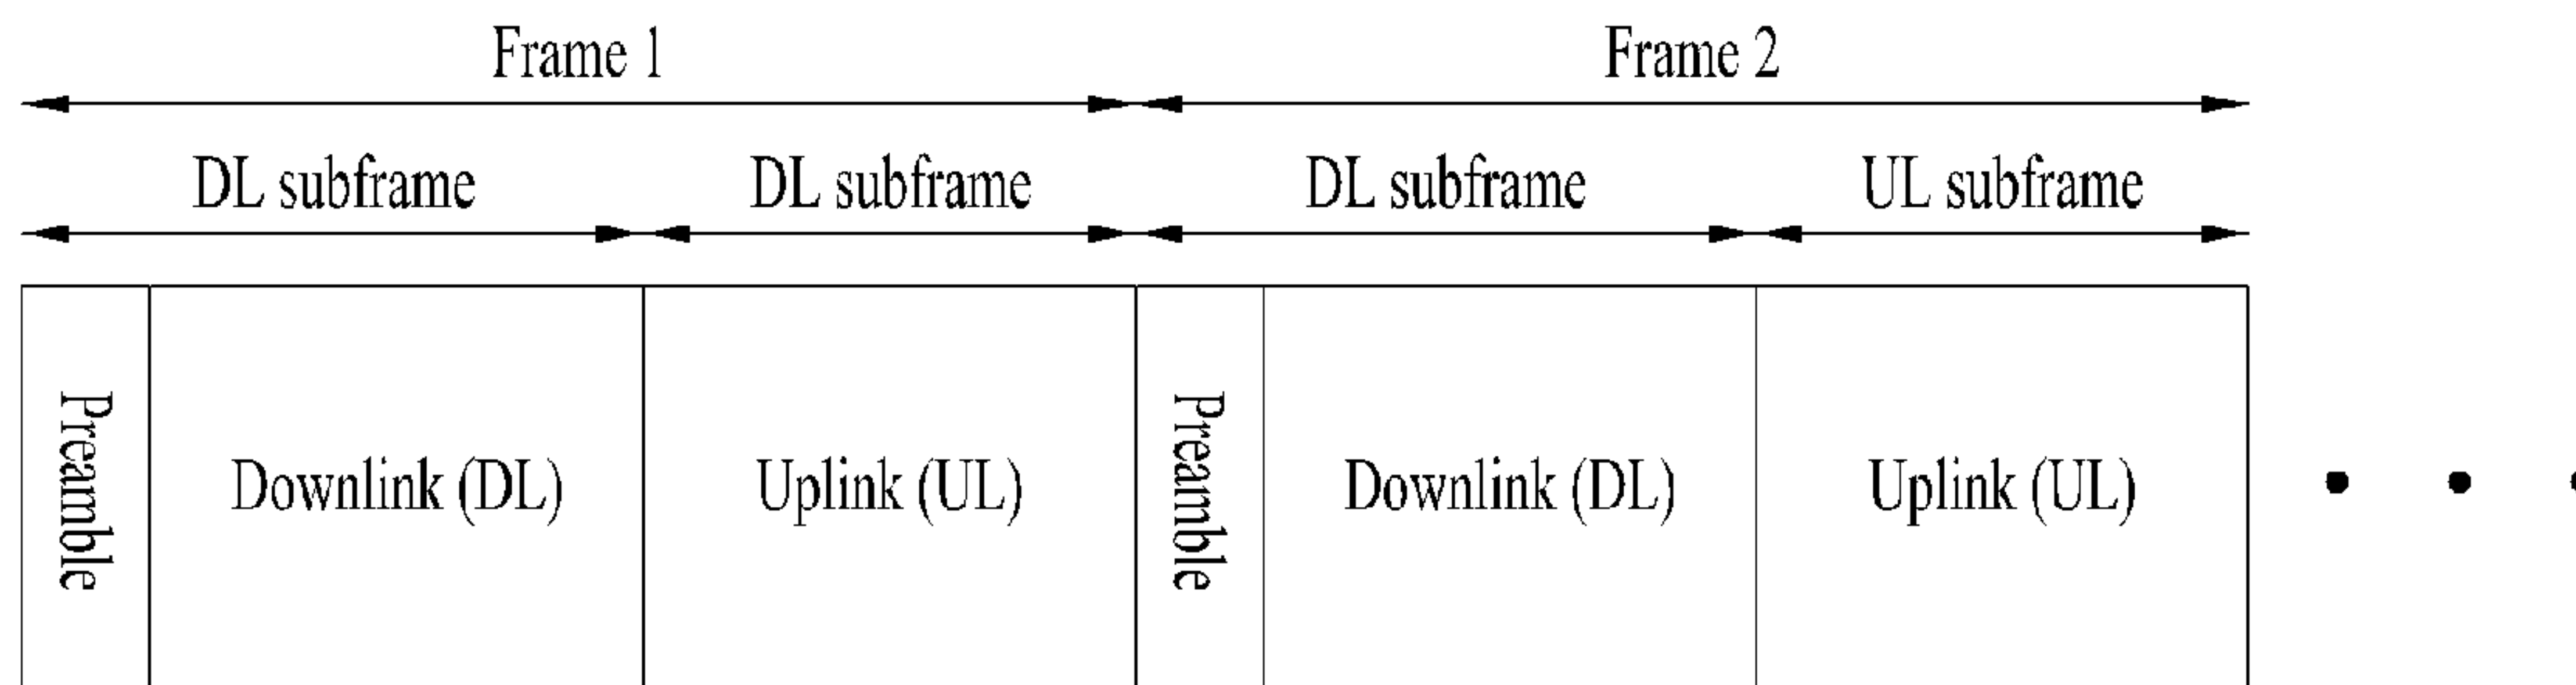 Frame 1
Frame 2
DL subframe
DL subframe
DL subframe
UL subframe
Preamble
Downlink (DL)
Uplink (UL)
Preamble
Downlink (DL)
Uplink (UL)